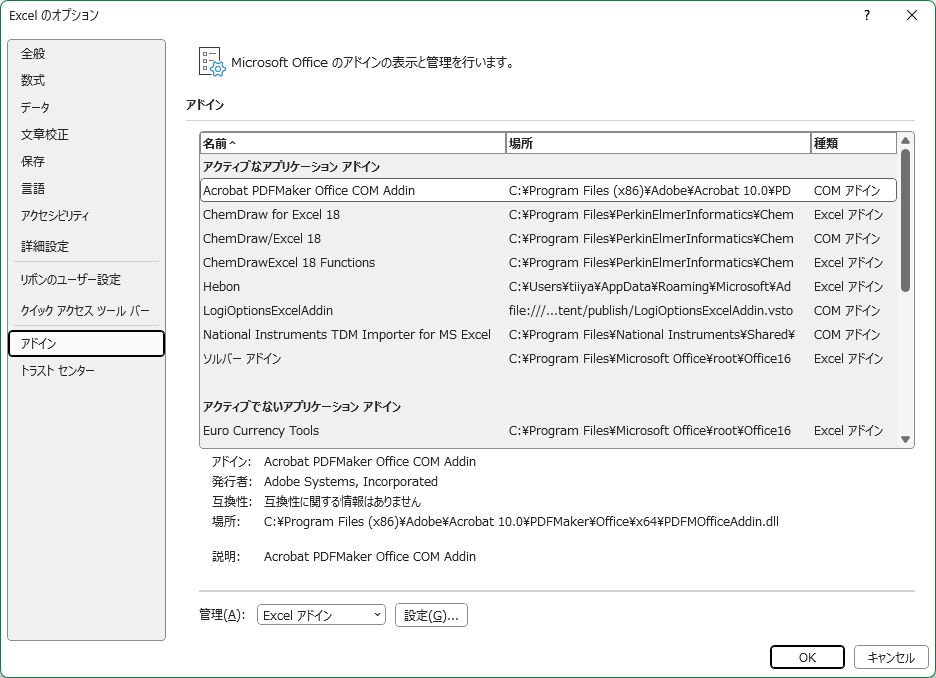 Excel のオプション
?
全般
数式
データ
文章校正
保存
言語
アクセシビリティ
詳細設定
リボンのユーザー設定
クイック アクセス ツール バー
アドイン
トラスト センター
Microsoft Office のアドインの表示と管理を行います。
アドイン
名前 場所 種類
アクティブなアプリケーション アドイン
Acrobat PDFMaker Office COM Addin C:¥Program Files (x86)¥Adobe¥Acrobat 10.0¥PD COM アドイン
ChemDraw for Excel 18 C:¥Program Files¥PerkinElmerInformatics¥Chem Excel アドイン
ChemDraw/Excel 18 C:¥Program Files¥PerkinElmerInformatics¥Chem COM アドイン
ChemDrawExcel 18 Functions C:¥Program Files¥PerkinElmerInformatics¥Chem Excel アドイン
Hebon C:¥Users¥tiiya¥AppData¥Roaming¥Microsoft¥Ad Excel アドイン
LogiOptionsExcelAddin file:///...tent/publish/LogiOptionsExcelAddin.vsto COM アドイン
National Instruments TDM Importer for MS Excel C:¥Program Files¥National Instruments¥Shared¥ COM アドイン
ソルバー アドイン C:¥Program Files¥Microsoft Office¥root¥Office16 Excel アドイン
アクティブでないアプリケーション アドイン
Euro Currency Tools C:¥Program Files¥Microsoft Office¥root¥Office16 Excel アドイン
アドイン: Acrobat PDFMaker Office COM Addin
発行者: Adobe Systems, Incorporated
互換性: 互換性に関する情報はありません
場所: C:¥Program Files (x86)¥Adobe¥Acrobat 10.0¥PDFMaker¥Office¥x64¥PDFMOfficeAddin.dll
説明: Acrobat PDFMaker Office COM Addin
管理(A): Excel アドイン 設定(G)...
OK キャンセル